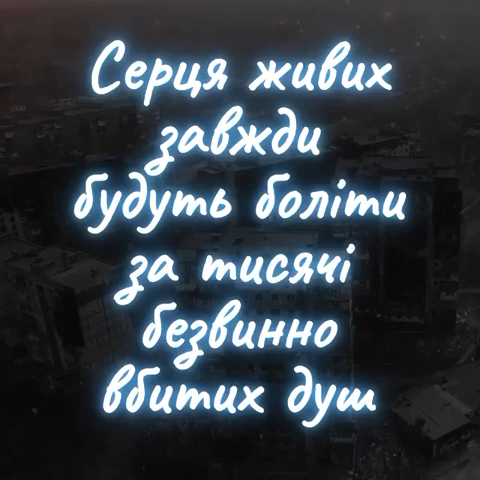 Серця живих
завжди
будуть боліти
за тисячі
безвинно
вбитих душ